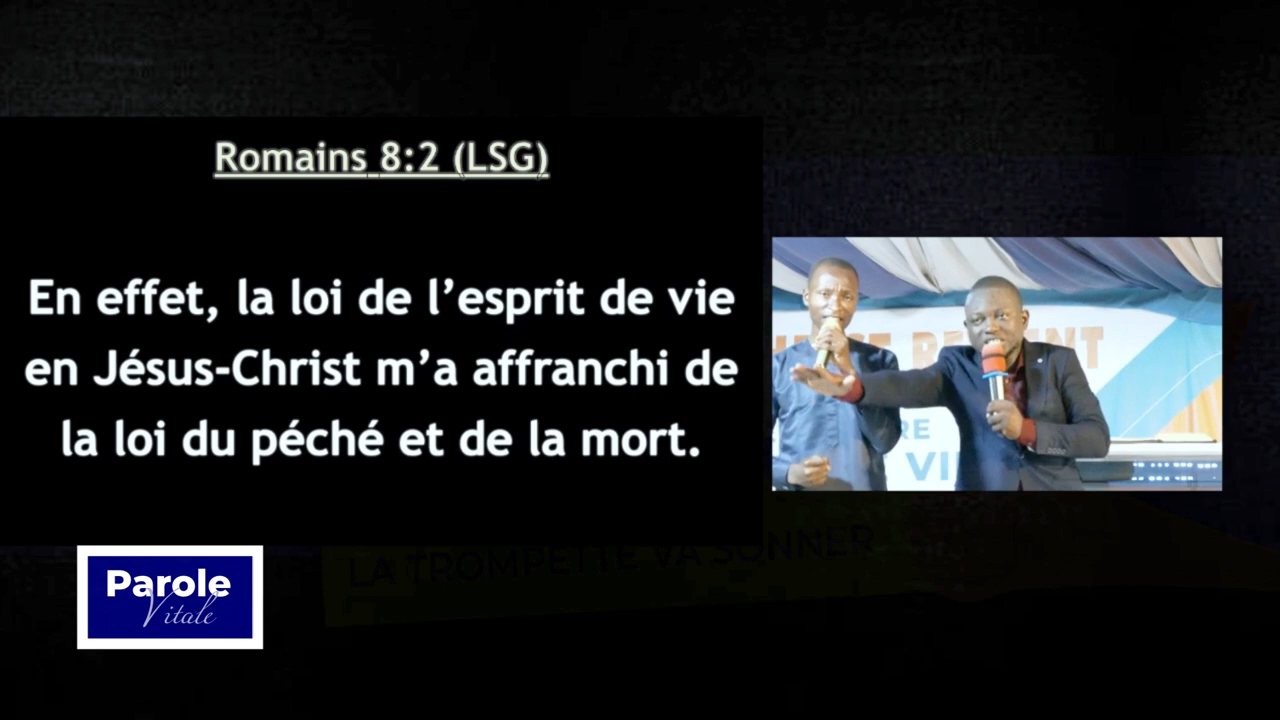 Romains 8:2 (LSG)
En effet, la loi de l’esprit de vie
en Jésus-Christ m’a affranchi de
la loi du péché et de la mort.
VI
LA TROMPETTE VA SONNER
Parole
Vitale